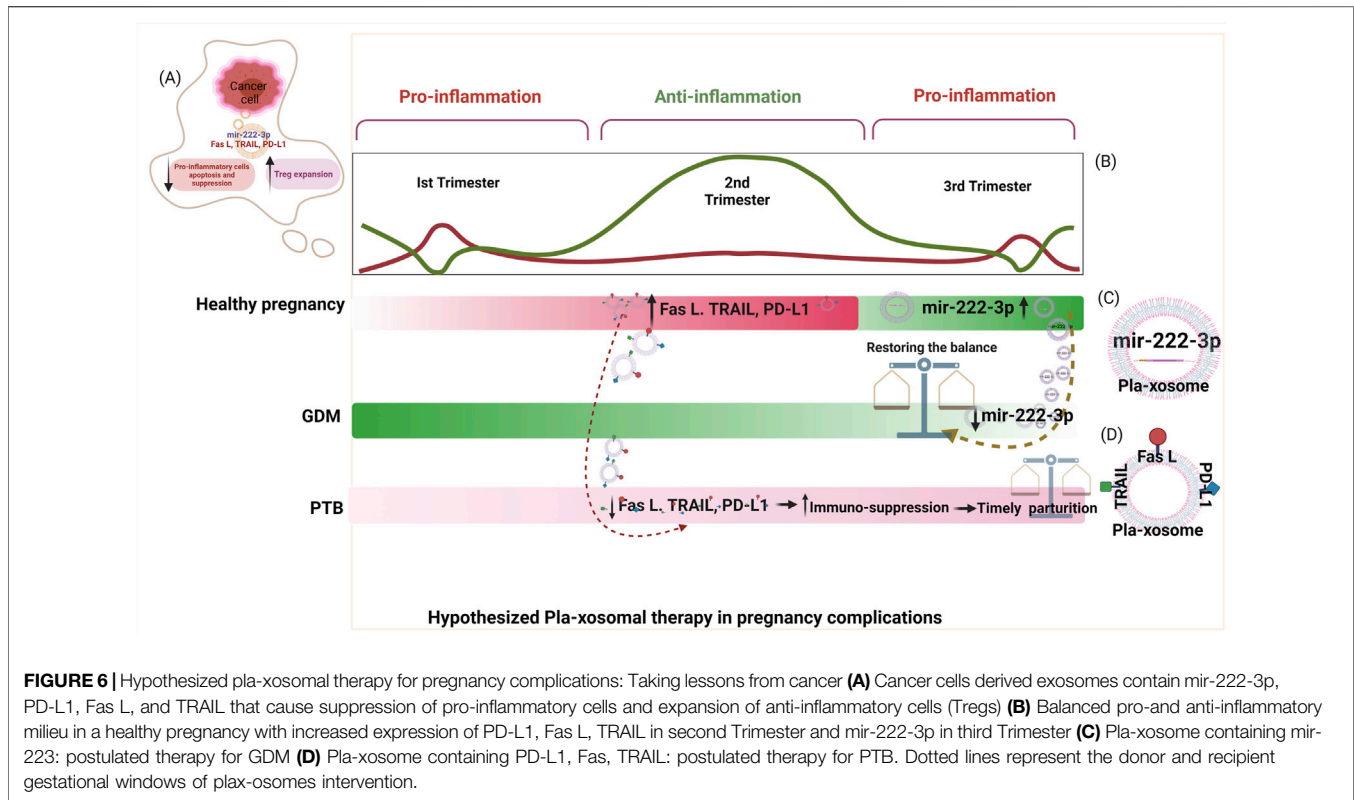 (A)
Cancer
cell
mir-222-3p
Fas L, TRAIL, PD-L1
Pro-inflammatory cells
apoptosis and
suppression
Treg expansion
Pro-inflammation
Anti-inflammation
Pro-inflammation
(B)
Ist Trimester
2nd
Trimester
3rd Trimester
Healthy pregnancy
Fas L. TRAIL, PD-L1
mir-222-3p
(C)
mir-222-3p
Pla-xosome
Restoring the balance
GDM
mir-222-3p
(D)
Fas L
TRAIL
PD-L1
Pla-xosome
PTB
Fas L. TRAIL, PD-L1
Immuno-suppression
Timely parturition
Hypothesized Pla-xosomal therapy in pregnancy complications
FIGURE 6 | Hypothesized pla-xosomal therapy for pregnancy complications: Taking lessons from cancer (A) Cancer cells derived exosomes contain mir-222-3p,
PD-L1, Fas L, and TRAIL that cause suppression of pro-inflammatory cells and expansion of anti-inflammatory cells (Tregs) (B) Balanced pro-and anti-inflammatory
milieu in a healthy pregnancy with increased expression of PD-L1, Fas L, TRAIL in second Trimester and mir-222-3p in third Trimester (C) Pla-xosome containing mir-
223: postulated therapy for GDM (D) Pla-xosome containing PD-L1, Fas, TRAIL: postulated therapy for PTB. Dotted lines represent the donor and recipient
gestational windows of plax-osomes intervention.